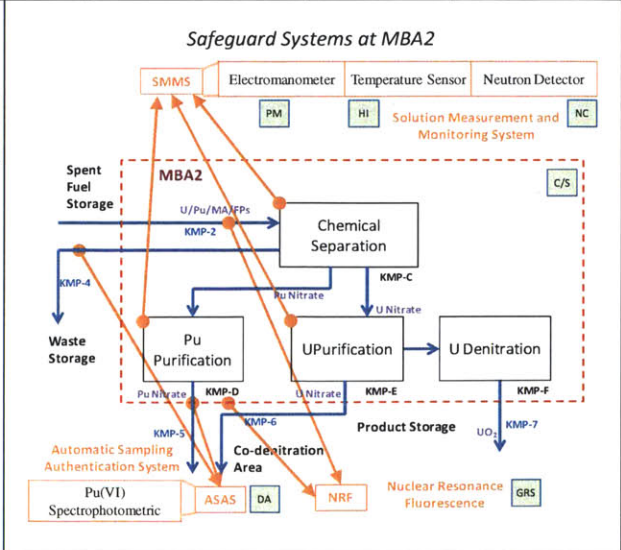 Safeguard Systems at MBA2
SMMS
Electromanometer
Temperature Sensor
Neutron Detector
PM
HI
Solution Measurement and
Monitoring System
NC
MBA2
C/S
Spent
Fuel
Storage
U/Pu/MA/FPs
KMP-2
Chemical
Separation
KMP-C
KMP-4
Pu Nitrate
U Nitrate
Waste
Storage
Pu
Purification
UPurification
U Denitration
Pu Nitrate
KMP-D
U Nitrate
KMP-E
KMP-F
KMP-5
KMP-6
Product Storage
UO2
KMP-7
Automatic Sampling
Authentication System
Co-denitration
Area
Pu(VI)
Spectrophotometric
ASAS
DA
NRF
Nuclear Resonance
Fluorescence
GRS